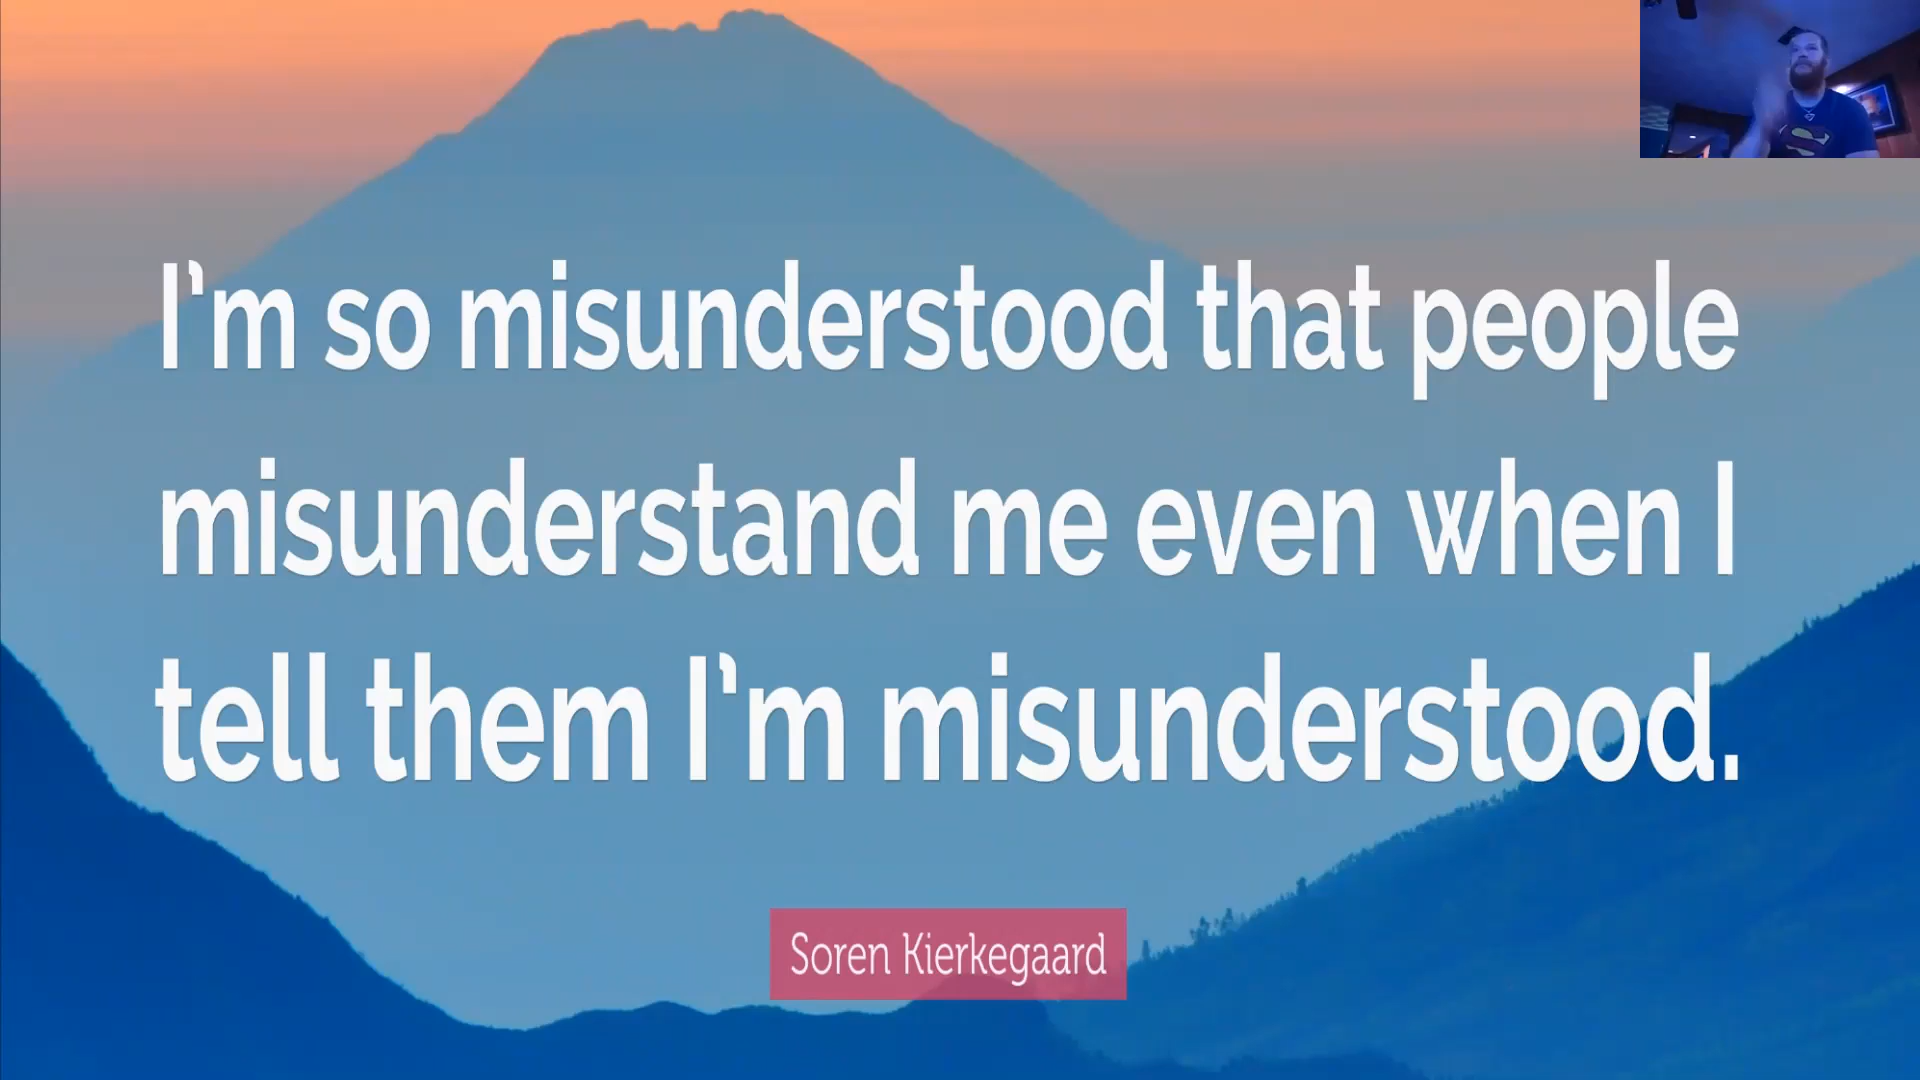 I'm so misunderstood that people
misunderstand me even when I
tell them I'm misunderstood.
Soren Kierkegaard